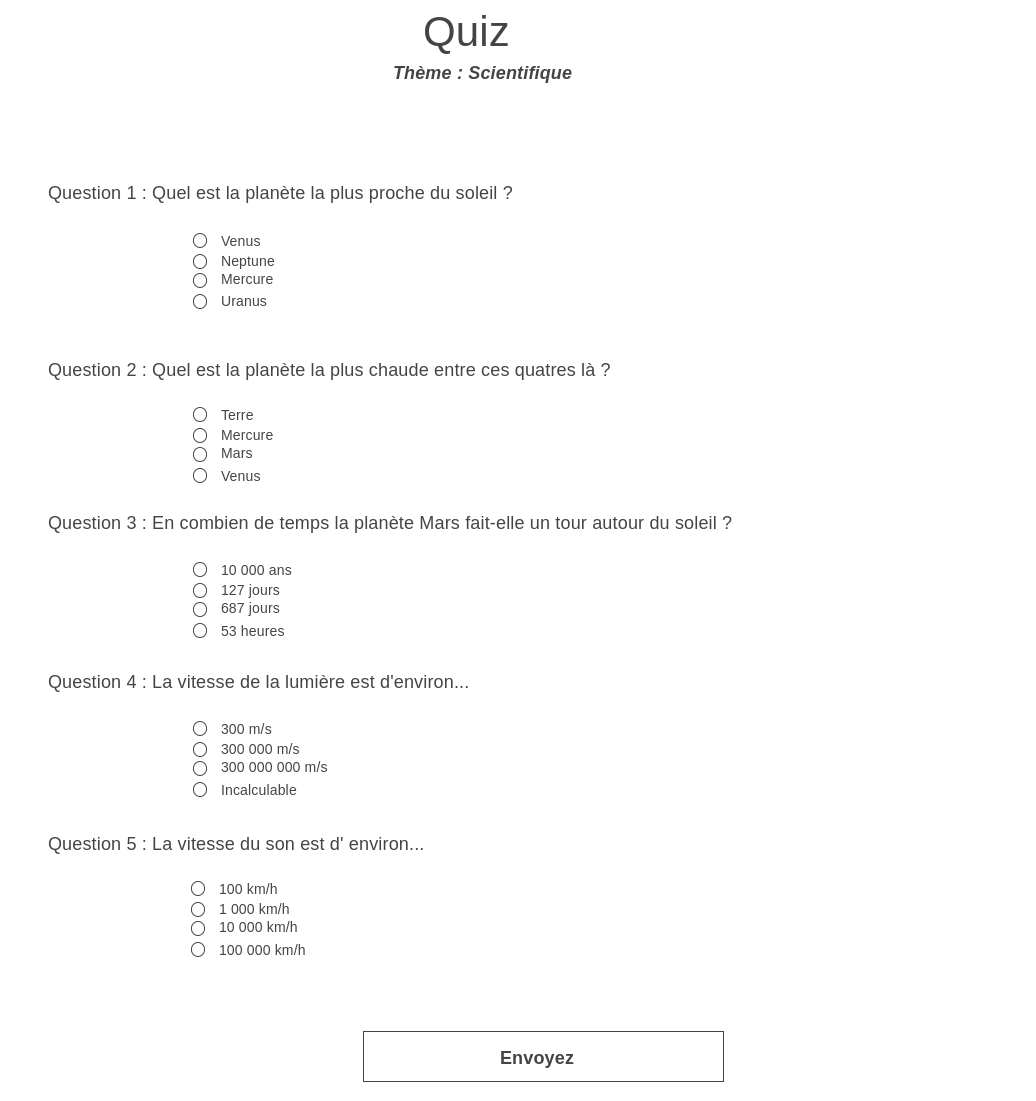 Quiz
Thème : Scientifique
Question 1 : Quel est la planète la plus proche du soleil ?
Venus
Neptune
Mercure
Uranus
Question 2 : Quel est la planète la plus chaude entre ces quatres là ?
Terre
Mercure
Mars
Venus
Question 3 : En combien de temps la planète Mars fait-elle un tour autour du soleil ?
10 000 ans
127 jours
687 jours
53 heures
Question 4 : La vitesse de la lumière est d'environ...
300 m/s
300 000 m/s
300 000 000 m/s
Incalculable
Question 5 : La vitesse du son est d' environ...
100 km/h
1 000 km/h
10 000 km/h
100 000 km/h
Envoyez